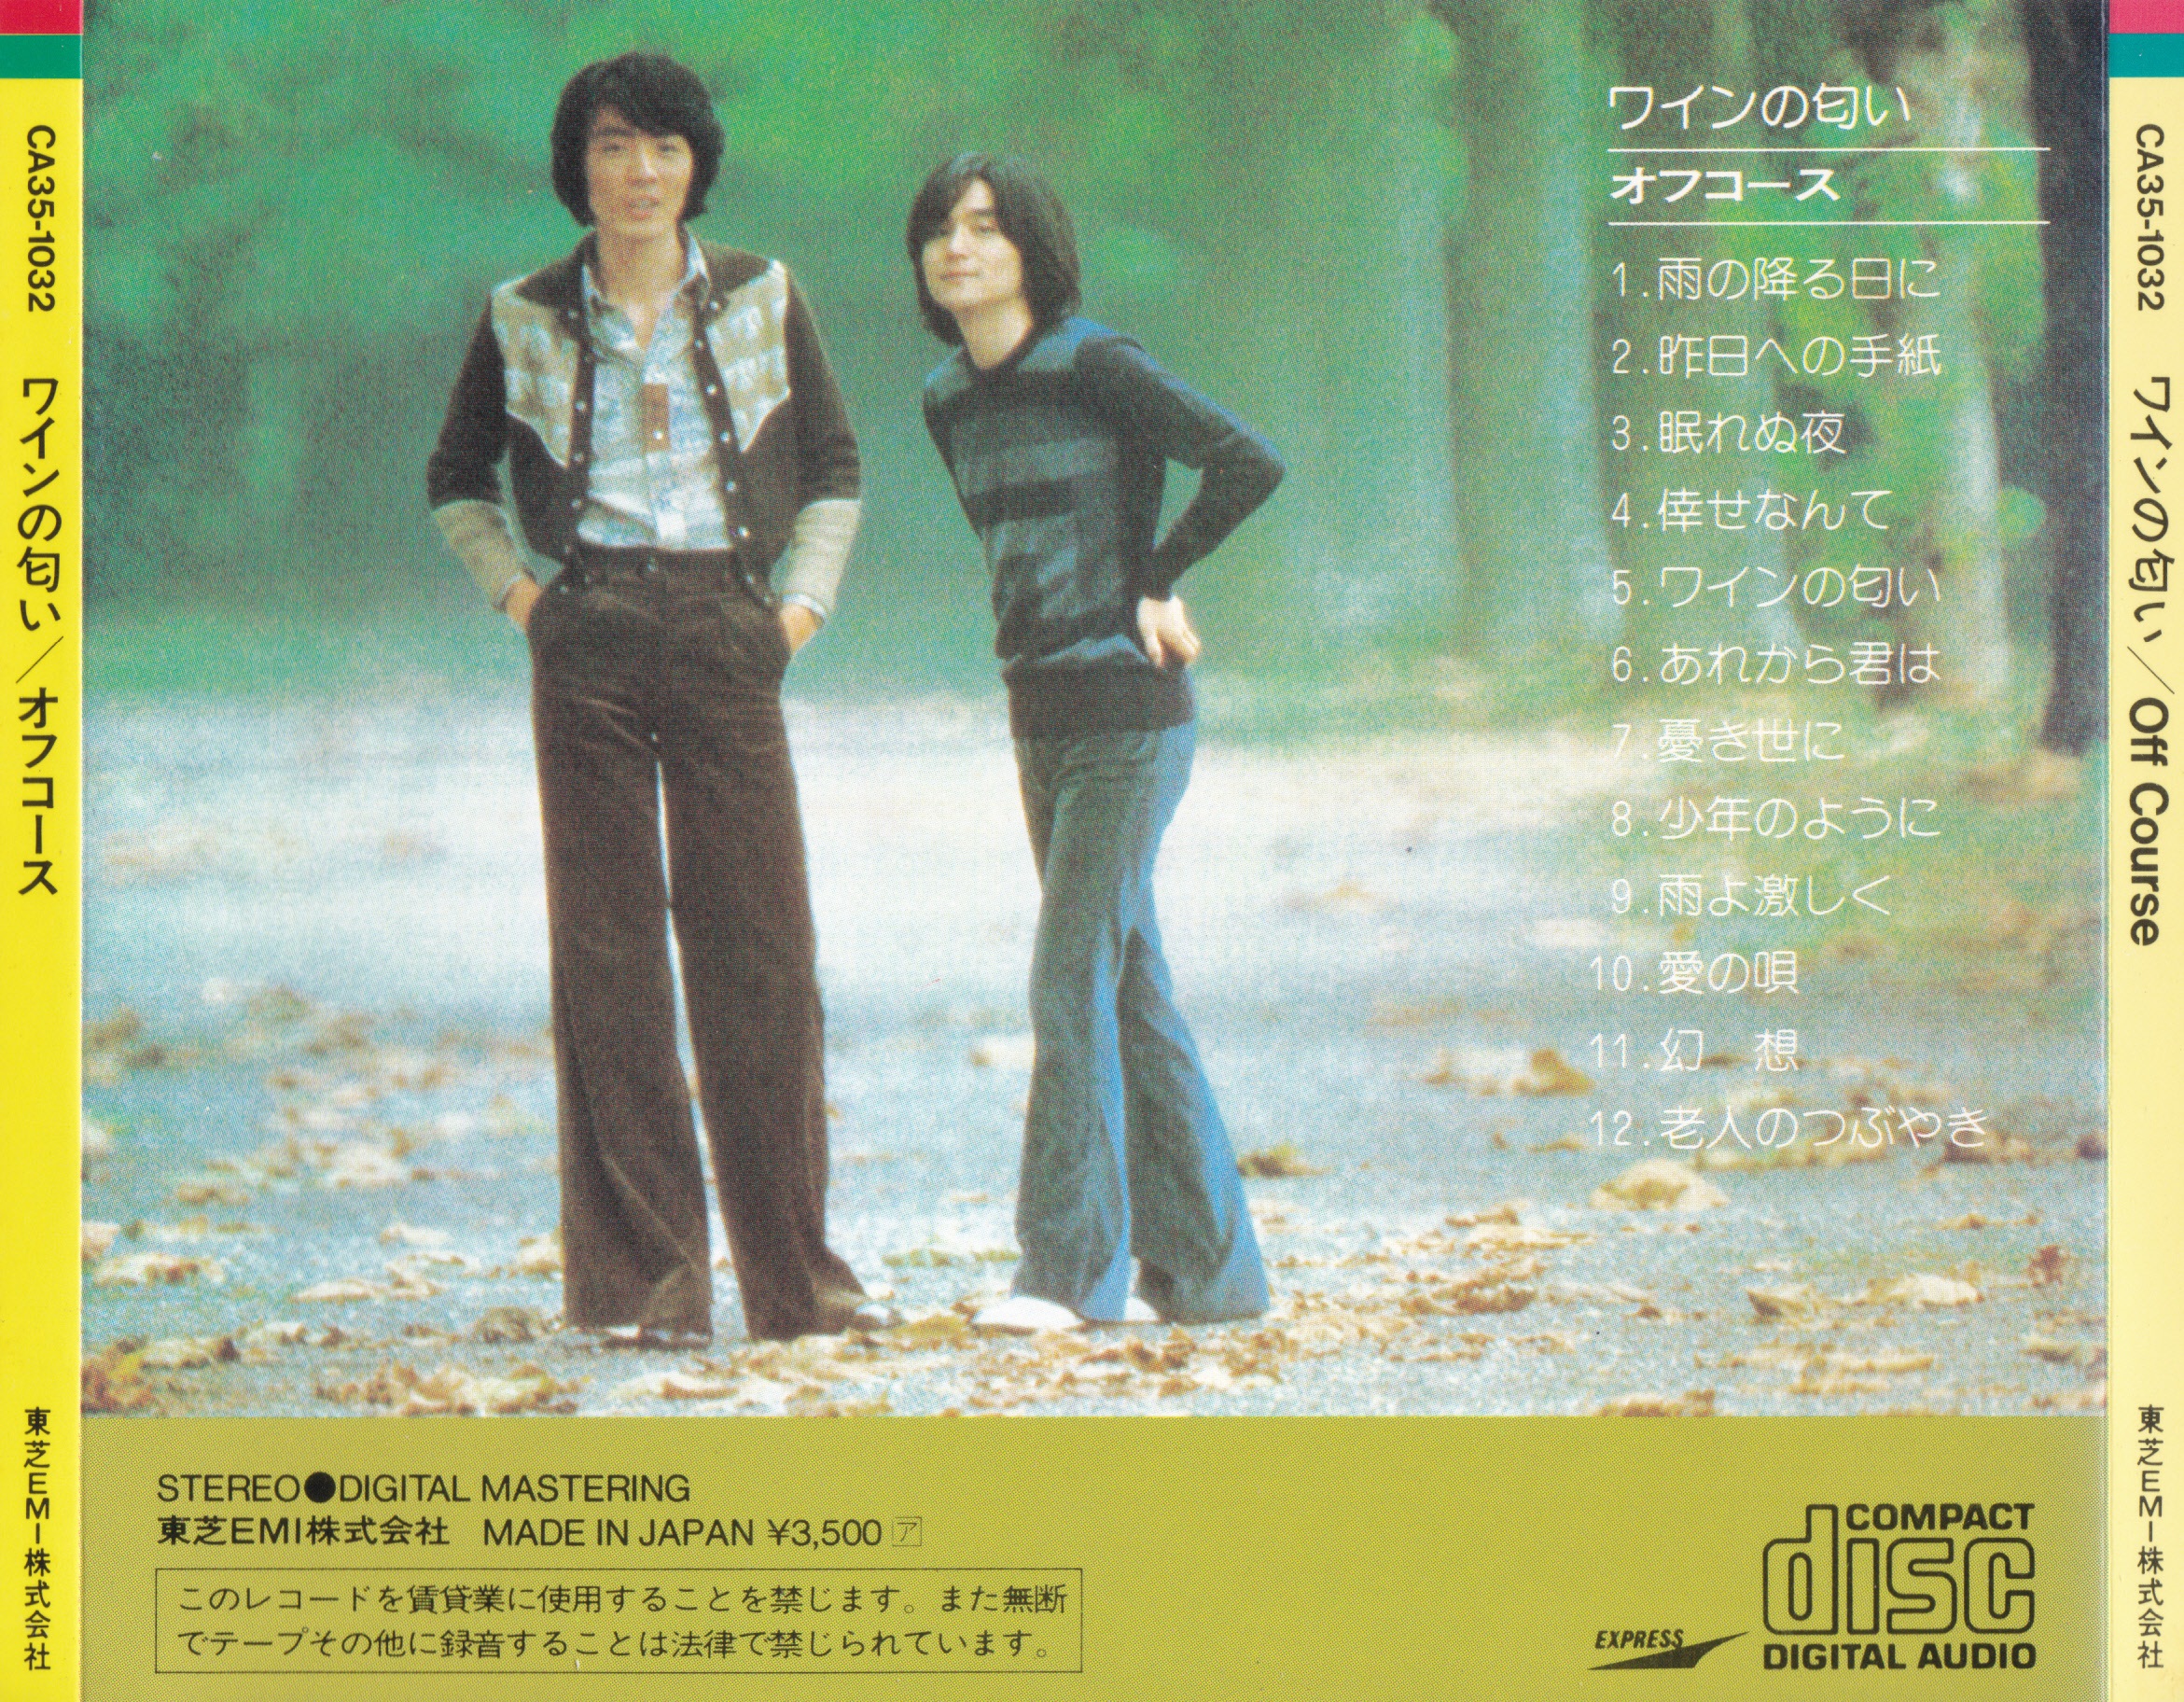 CA35-1032 ワインの匂い／オフコース 東芝EMI株式会社
ワインの匂い
オフコース
1.雨の降る日に
2.昨日への手紙
3.眠れぬ夜
4.倖せなんて
5.ワインの匂い
6.あれから君は
7.憂き世に
8.少年のように
9.雨よ激しく
10.愛の唄
11.幻　想
12.老人のつぶやき
STEREO●DIGITAL MASTERING
東芝EMI株式会社 MADE IN JAPAN ¥3,500 ア
このレコードを賃貸業に使用することを禁じます。また無断
でテープその他に録音することは法律で禁じられています。
EXPRESS
COMPACT
disc
DIGITAL AUDIO
CA35-1032 ワインの匂い／Off Course 東芝EMI株式会社